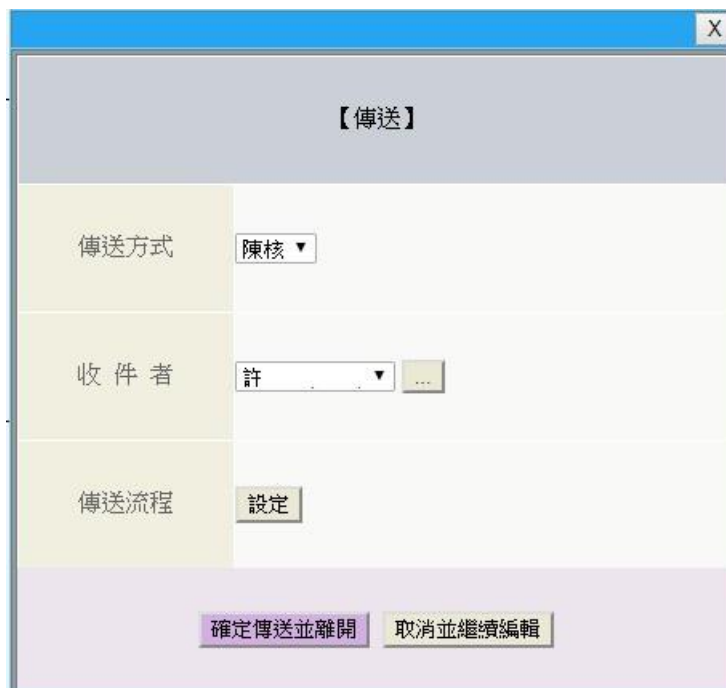 X
【傳送】
傳送方式 陳核 ▼
收件者 許 ▼ ...
傳送流程 設定
確定傳送並離開 取消並繼續編輯